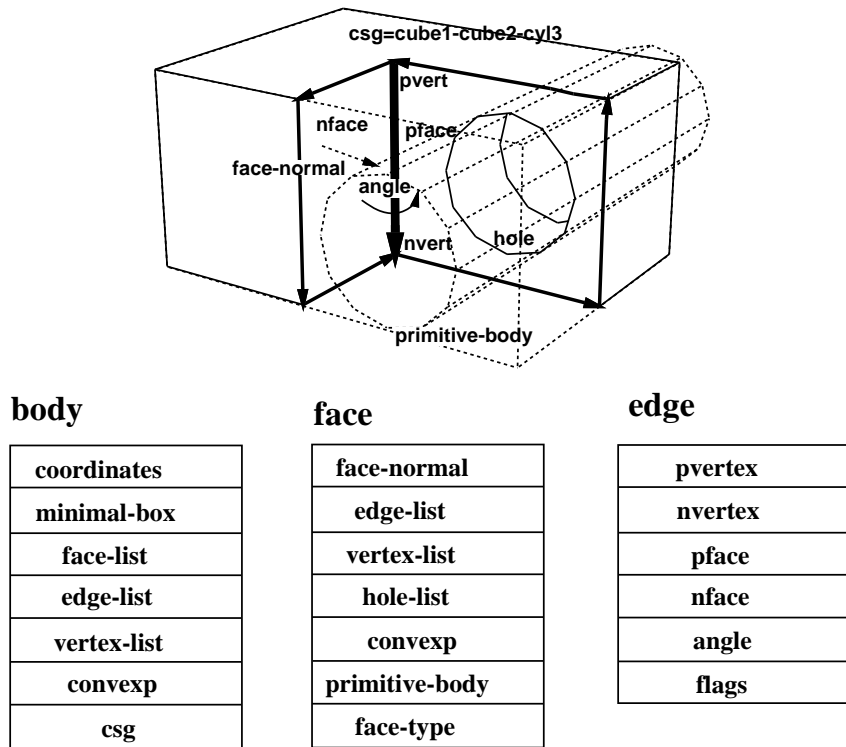 csg=cube1-cube2-cyl3
pvert
nface
pface
face-normal
angle
nvert
hole
primitive-body
body
coordinates
minimal-box
face-list
edge-list
vertex-list
convexp
csg
face
face-normal
edge-list
vertex-list
hole-list
convexp
primitive-body
face-type
edge
pvertex
nvertex
pface
nface
angle
flags